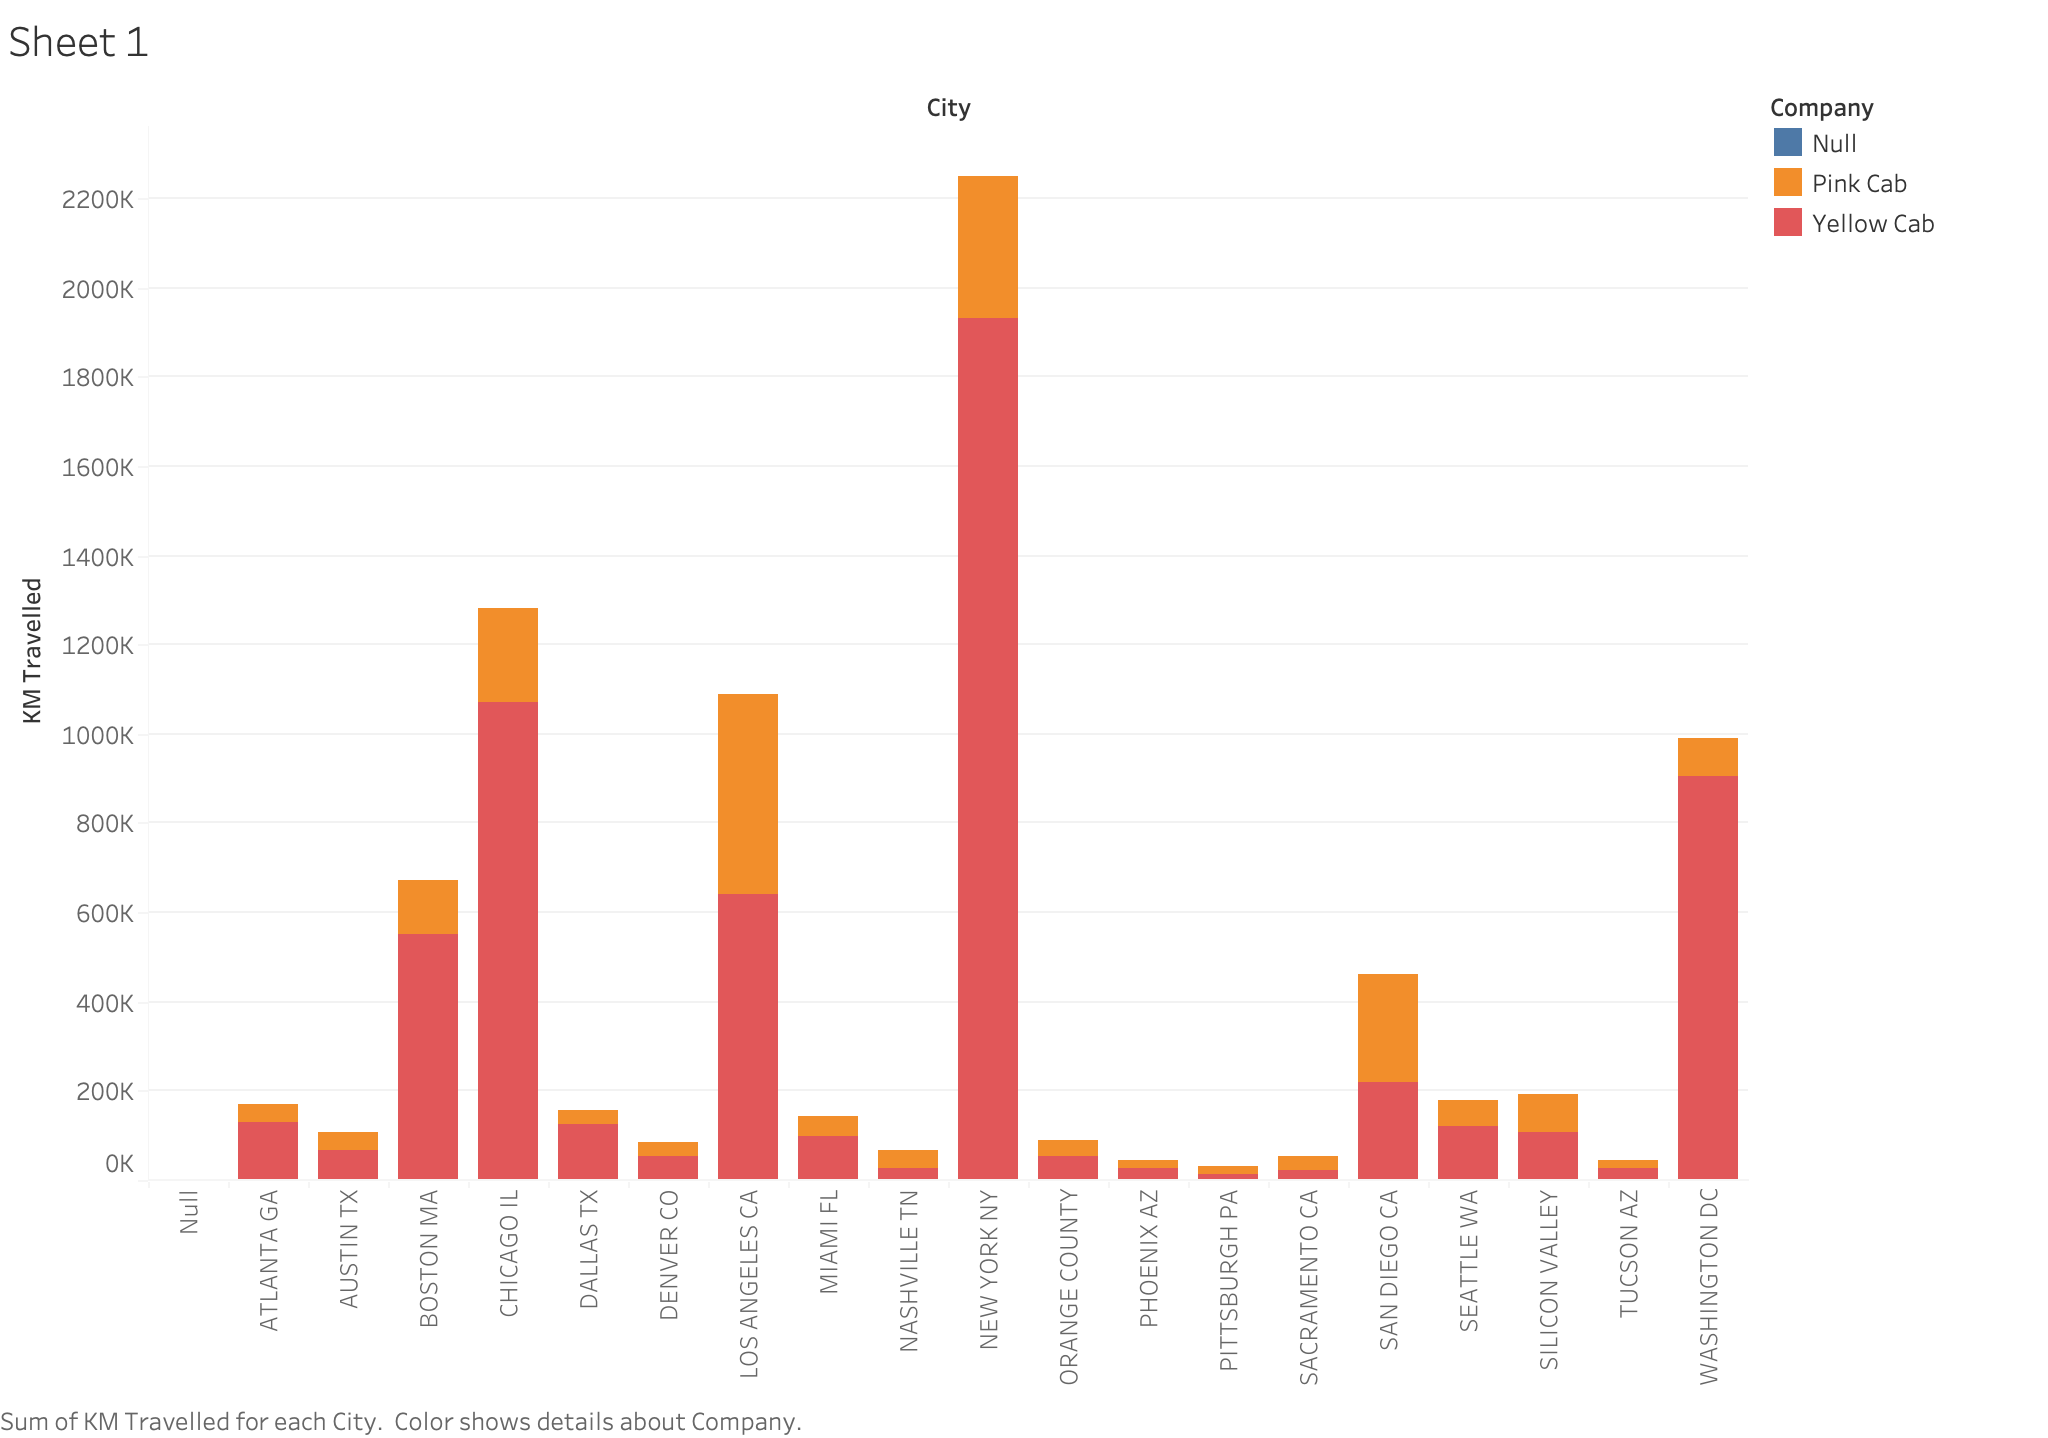 Sheet 1
City
Company
Null
Pink Cab
Yellow Cab
KM Travelled
2200K
2000K
1800K
1600K
1400K
1200K
1000K
800K
600K
400K
200K
0K
Null
ATLANTA GA
AUSTIN TX
BOSTON MA
CHICAGO IL
DALLAS TX
DENVER CO
LOS ANGELES CA
MIAMI FL
NASHVILLE TN
NEW YORK NY
ORANGE COUNTY
PHOENIX AZ
PITTSBURGH PA
SACRAMENTO CA
SAN DIEGO CA
SEATTLE WA
SILICON VALLEY
TUCSON AZ
WASHINGTON DC
Sum of KM Travelled for each City.  Color shows details about Company.